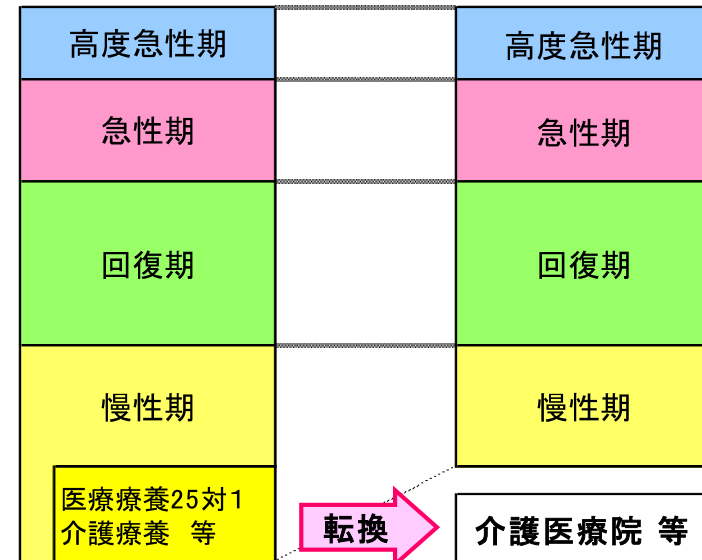 高度急性期
急性期
回復期
慢性期
医療療養25対1
介護療養 等
転換
高度急性期
急性期
回復期
慢性期
介護医療院 等